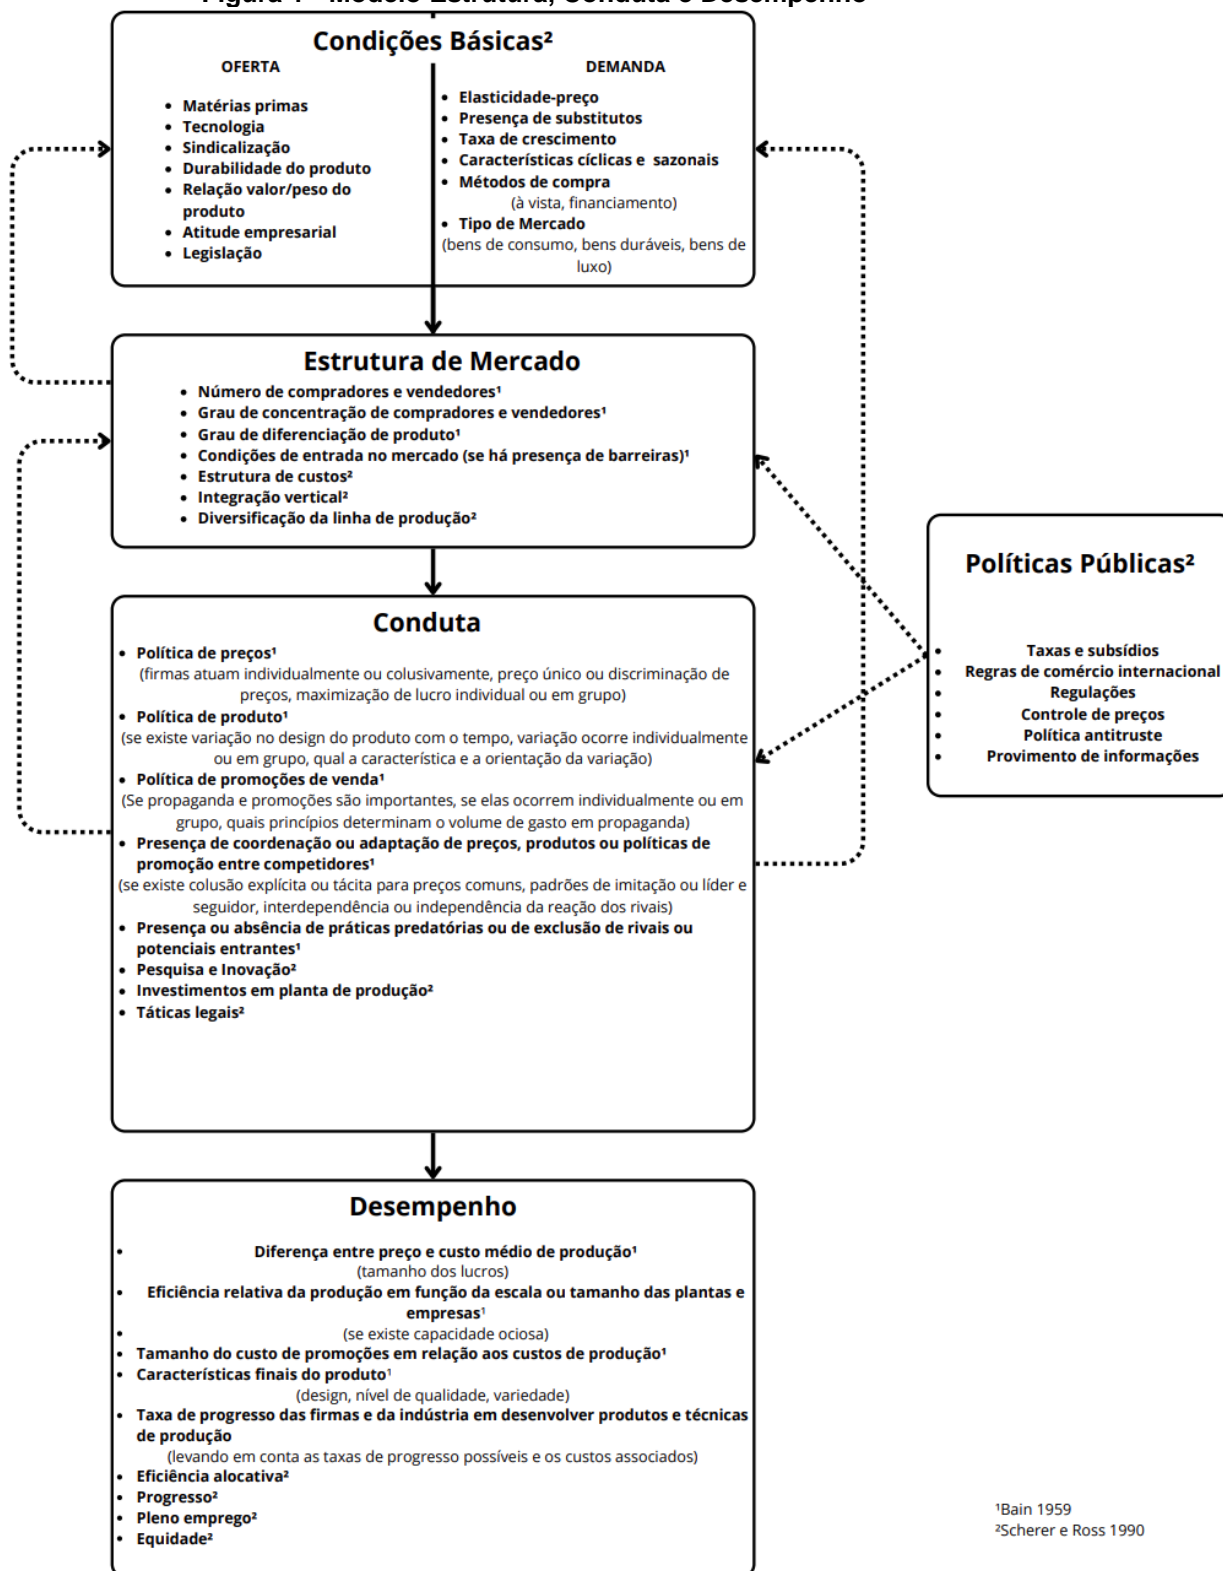 Figura 1 - Modelo Estrutura, Conduta e Desempenho
Condições Básicas²
OFERTA
• Matérias primas
• Tecnologia
• Sindicalização
• Durabilidade do produto
• Relação valor/peso do
produto
• Atitude empresarial
• Legislação
DEMANDA
• Elasticidade-preço
• Presença de substitutos
• Taxa de crescimento
• Características cíclicas e sazonais
• Métodos de compra
(à vista, financiamento)
• Tipo de Mercado
(bens de consumo, bens duráveis, bens de
luxo)
Estrutura de Mercado
• Número de compradores e vendedores¹
• Grau de concentração de compradores e vendedores¹
• Grau de diferenciação de produto¹
• Condições de entrada no mercado (se há presença de barreiras)¹
• Estrutura de custos²
• Integração vertical²
• Diversificação da linha de produção²
Políticas Públicas²
• Taxas e subsídios
• Regras de comércio internacional
• Regulações
• Controle de preços
• Política antitruste
• Provimento de informações
Conduta
• Política de preços¹
(firmas atuam individualmente ou colusivamente, preço único ou discriminação de
preços, maximização de lucro individual ou em grupo)
• Política de produto¹
(se existe variação no design do produto com o tempo, variação ocorre individualmente
ou em grupo, qual a característica e a orientação da variação)
• Política de promoções de venda¹
(Se propaganda e promoções são importantes, se elas ocorrem individualmente ou em
grupo, quais princípios determinam o volume de gasto em propaganda)
• Presença de coordenação ou adaptação de preços, produtos ou políticas de
promoção entre competidores¹
(se existe colusão explícita ou tácita para preços comuns, padrões de imitação ou líder e
seguidor, interdependência ou independência da reação dos rivais)
• Presença ou absência de práticas predatórias ou de exclusão de rivais ou
potenciais entrantes¹
• Pesquisa e Inovação²
• Investimentos em planta de produção²
• Táticas legais²
Desempenho
• Diferença entre preço e custo médio de produção¹
(tamanho dos lucros)
• Eficiência relativa da produção em função da escala ou tamanho das plantas e
empresas¹
• (se existe capacidade ociosa)
• Tamanho do custo de promoções em relação aos custos de produção¹
• Características finais do produto¹
(design, nível de qualidade, variedade)
• Taxa de progresso das firmas e da indústria em desenvolver produtos e técnicas
de produção
(levando em conta as taxas de progresso possíveis e os custos associados)
• Eficiência alocativa²
• Progresso²
• Pleno emprego²
• Equidade²
¹Bain 1959
²Scherer e Ross 1990